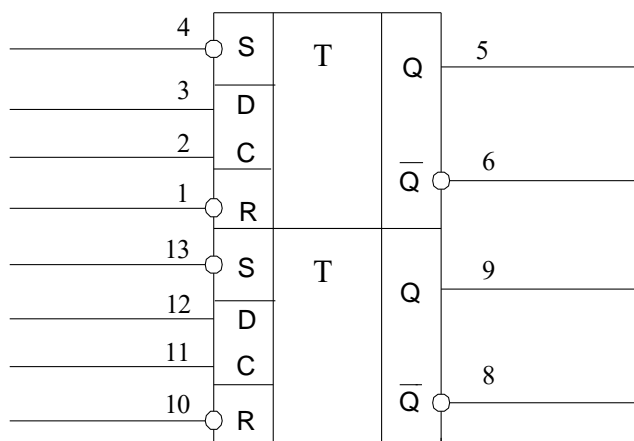 4 S T Q 5
3 D
2 C Q 6
1 R
13 S T Q 9
12 D
11 C Q 8
10 R